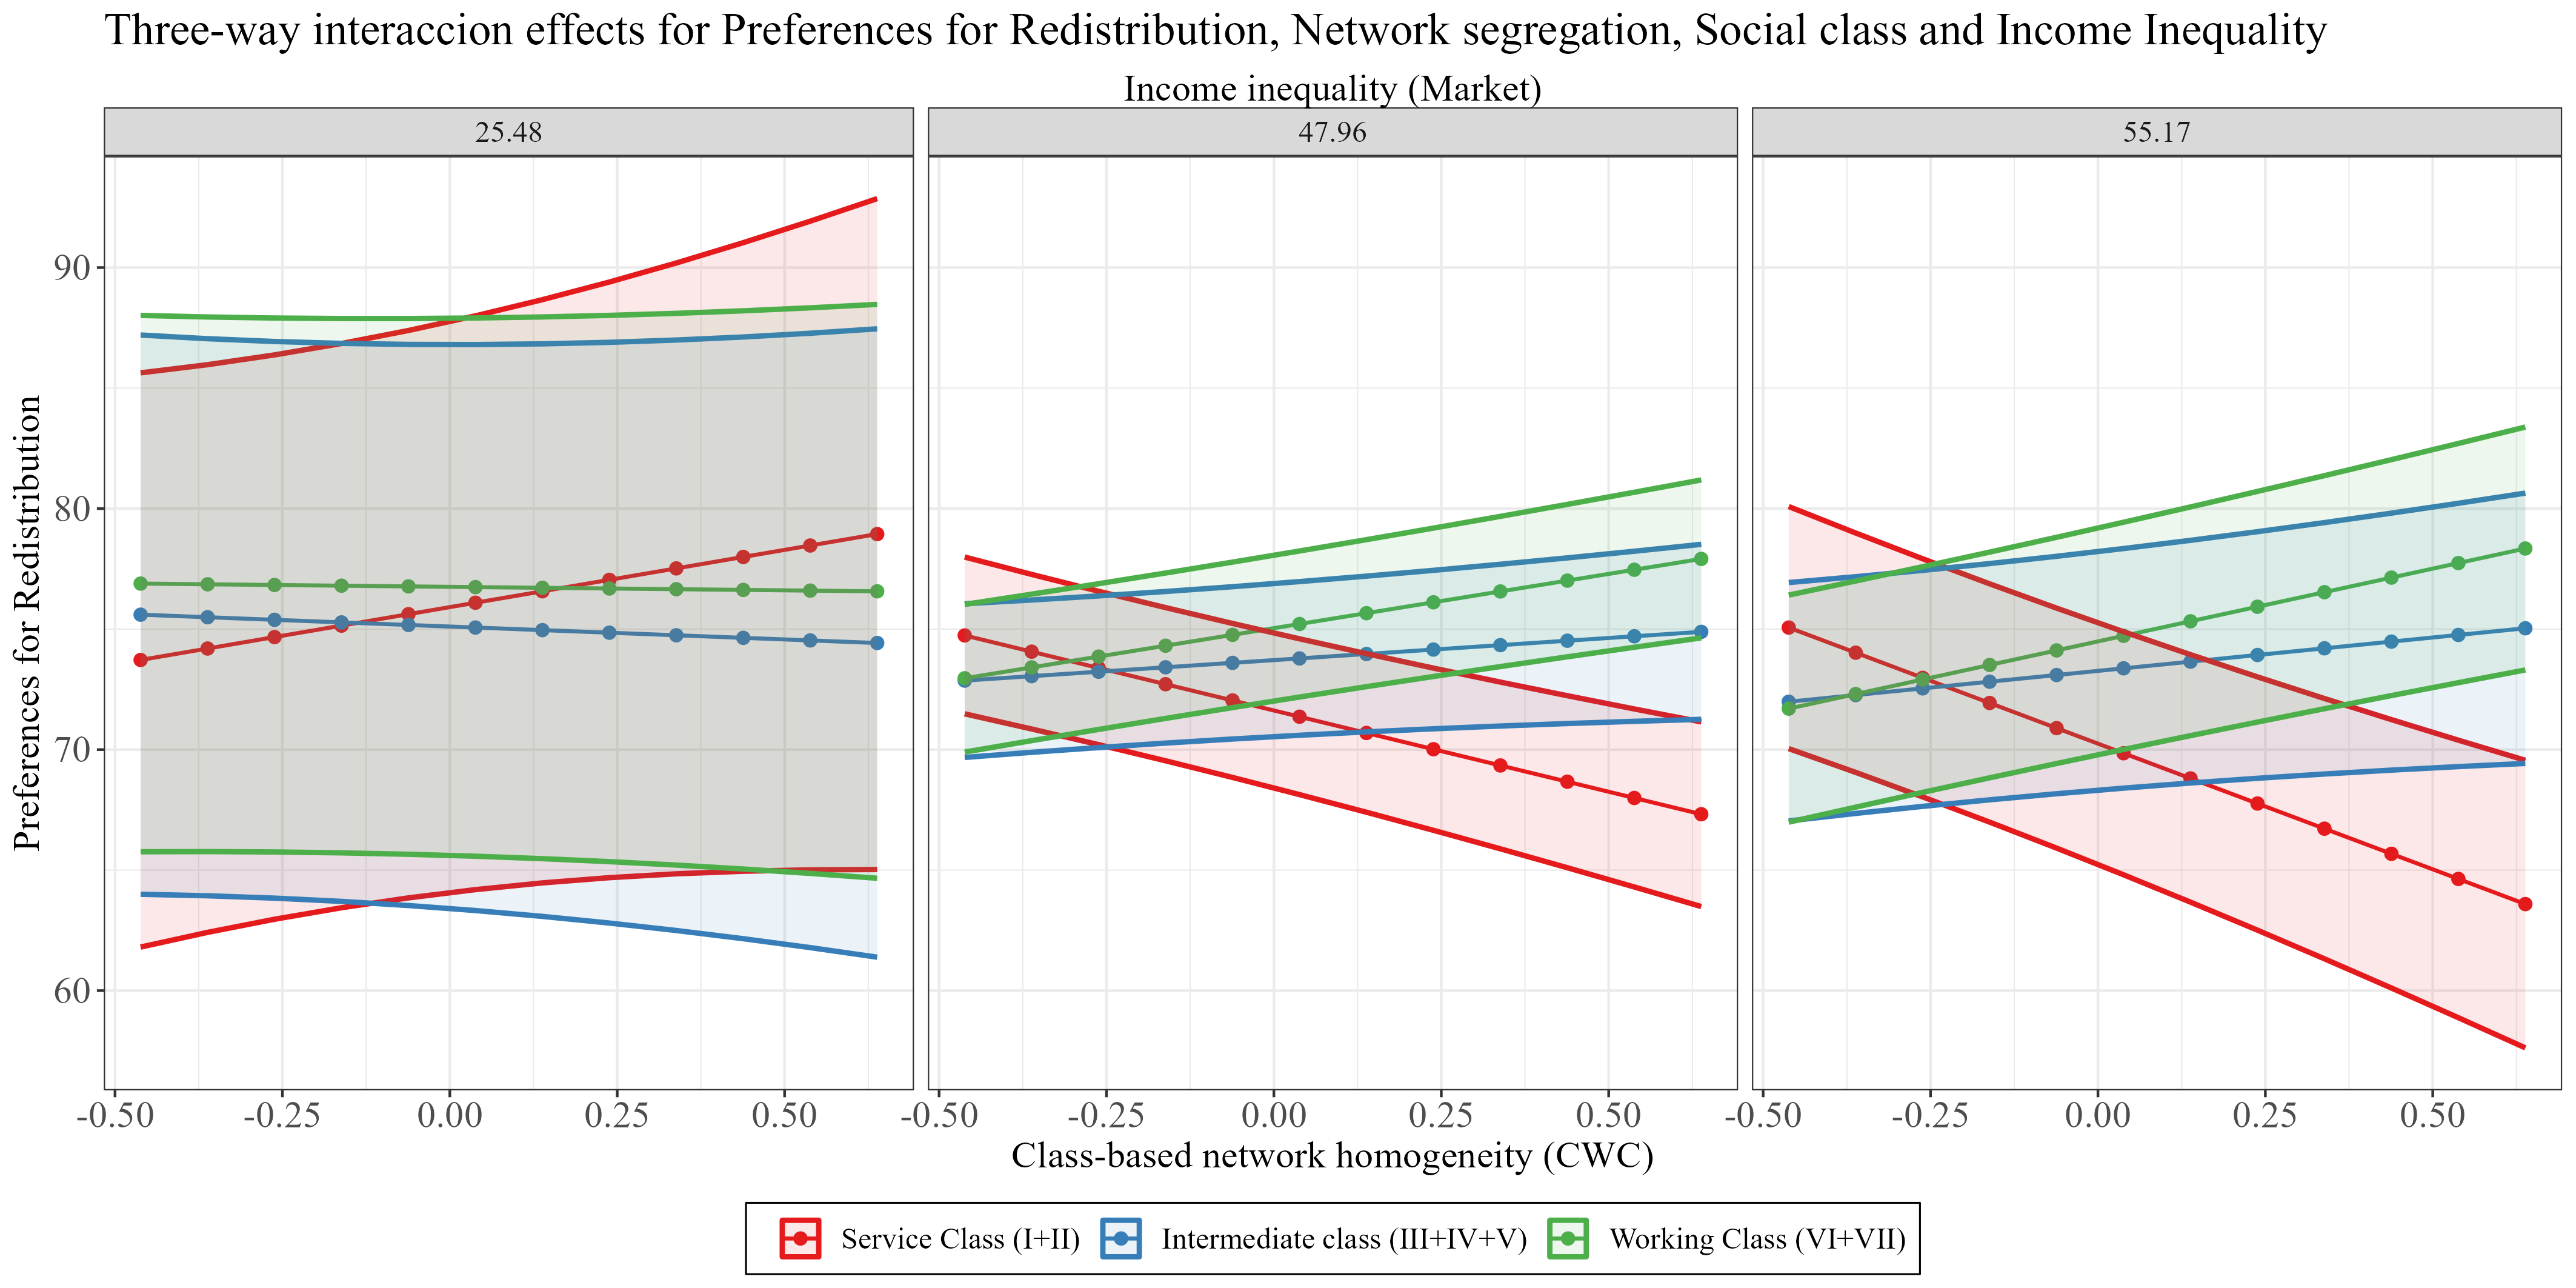 Three-way interaccion effects for Preferences for Redistribution, Network segregation, Social class and Income Inequality
Income inequality (Market)
25.48 47.96 55.17
Preferences for Redistribution
90
80
70
60
-0.50 -0.25 0.00 0.25 0.50 -0.50 -0.25 0.00 0.25 0.50 -0.50 -0.25 0.00 0.25 0.50
Class-based network homogeneity (CWC)
Service Class (I+II) Intermediate class (III+IV+V) Working Class (VI+VII)